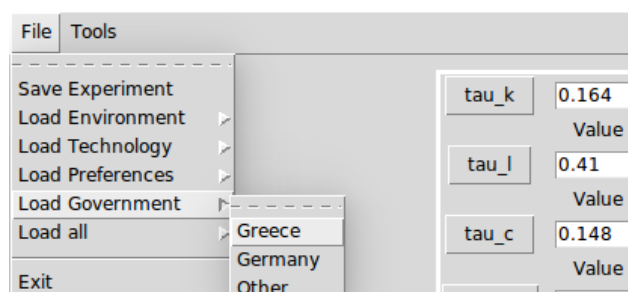 File Tools
Save Experiment
Load Environment
Load Technology
Load Preferences
Load Government
Load all
Exit
Greece
Germany
Other
tau_k 0.164
Value
tau_l 0.41
Value
tau_c 0.148
Value